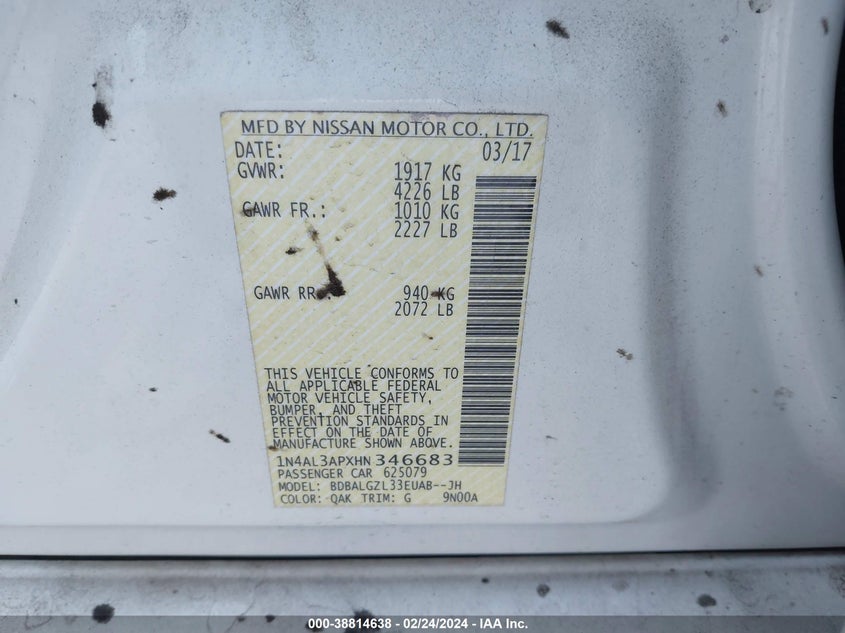 MFD BY NISSAN MOTOR CO., LTD.
DATE: 03/17
GVWR: 1917 KG
4226 LB
GAWR FR.: 1010 KG
2227 LB
GAWR RR.: 940 KG
2072 LB
THIS VEHICLE CONFORMS TO
ALL APPLICABLE FEDERAL
MOTOR VEHICLE SAFETY,
BUMPER, AND THEFT
PREVENTION STANDARDS IN
EFFECT ON THE DATE OF
MANUFACTURE SHOWN ABOVE.
1N4AL3APXHN346683
PASSENGER CAR 625079
MODEL: BDBALGZL33EUAB--JH
COLOR: QAK TRIM: G 9N00A
000-38814638 - 02/24/2024 - IAA Inc.